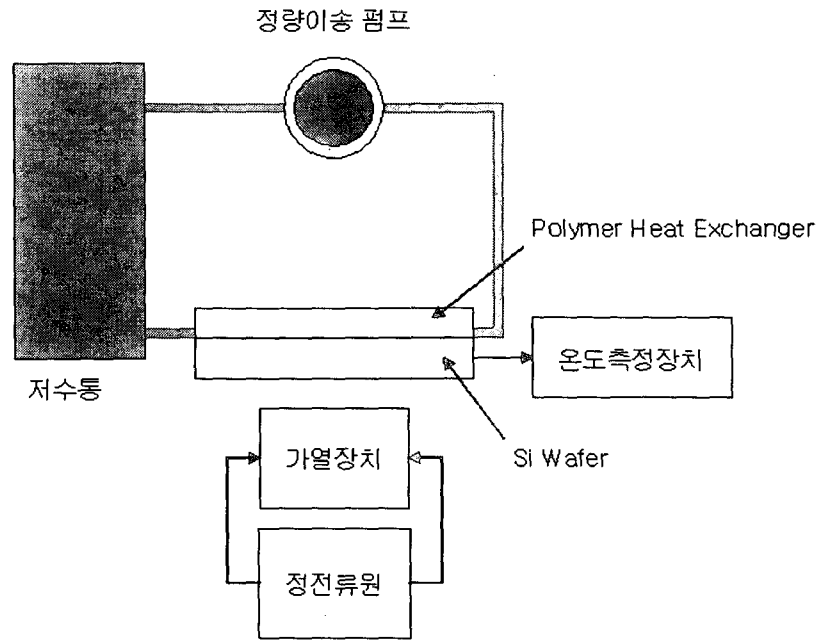 정량이송 펌프
Polymer Heat Exchanger
온도측정장치
저수통
가열장치
Si Wafer
정전류원